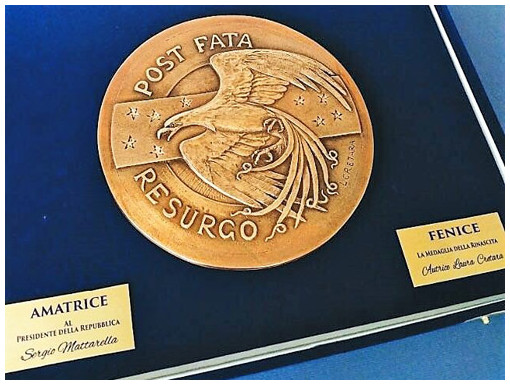 POST FATA
RESURGO
L.CRETARA
FENICE
LA MEDAGLIA DELLA RINASCITA
Autrice Laura Cretara
AMATRICE
AL
PRESIDENTE DELLA REPUBBLICA
Sergio Mattarella